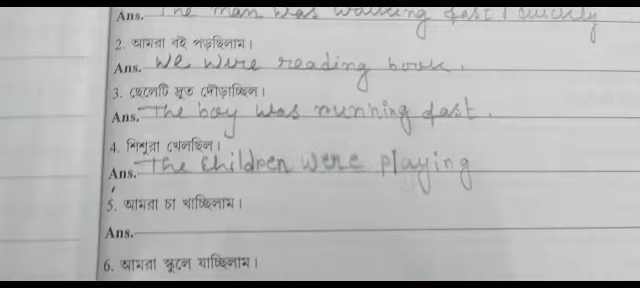 Ans. The man was walking fast / quickly
2. আমরা বই পড়ছিলাম।
Ans. We were reading book.
3. ছেলেটি দ্রুত দৌড়াচ্ছিল।
Ans. The boy was running fast.
4. শিশুরা খেলছিল।
Ans. The children were playing
5. আমরা চা খাচ্ছিলাম।
Ans.
6. আমরা স্কুলে যাচ্ছিলাম।